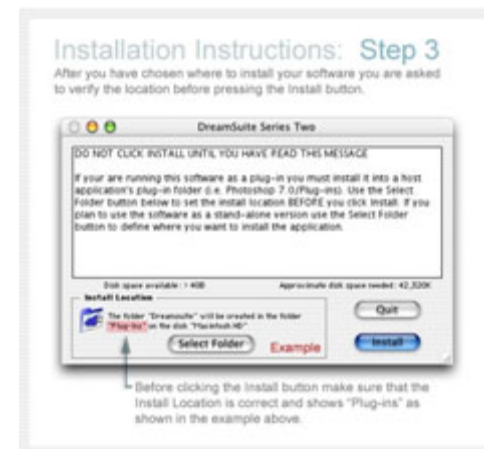 Installation Instructions: Step 3
After you have chosen where to install your software you are asked
to verify the location before pressing the Install button.
DreamSuite Series Two
DO NOT CLICK INSTALL UNTIL YOU HAVE READ THIS MESSAGE
If your are running this software as a plug-in you must install it into a host
application's plug-in folder (i.e. Photoshop 7.0/Plug-ins). Use the Select
Folder button below to set the install location BEFORE you click Install. If you
plan to use the software as a stand-alone version use the Select Folder
button to define where you want to install the application.
Disk space available: > 4GB Approximate disk space needed: 42,320K
Install Location
The folder "Dreamsuite" will be created in the folder
"Plug-ins" on the disk "Macintosh HD"
Quit
Select Folder Example Install
Before clicking the Install button make sure that the
Install Location is correct and shows "Plug-ins" as
shown in the example above.